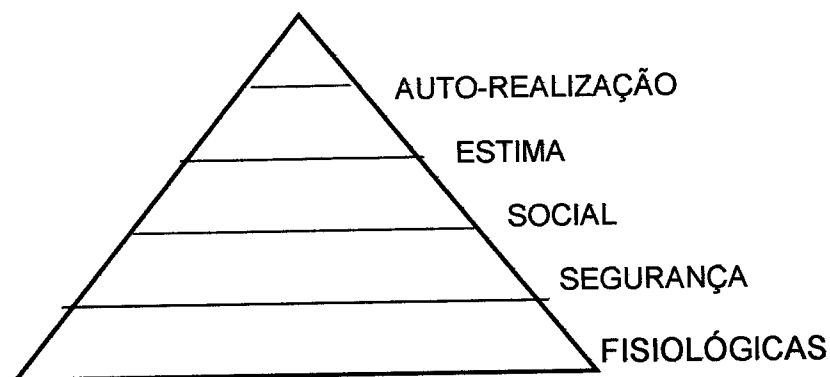 AUTO-REALIZAÇÃO
ESTIMA
SOCIAL
SEGURANÇA
FISIOLÓGICAS